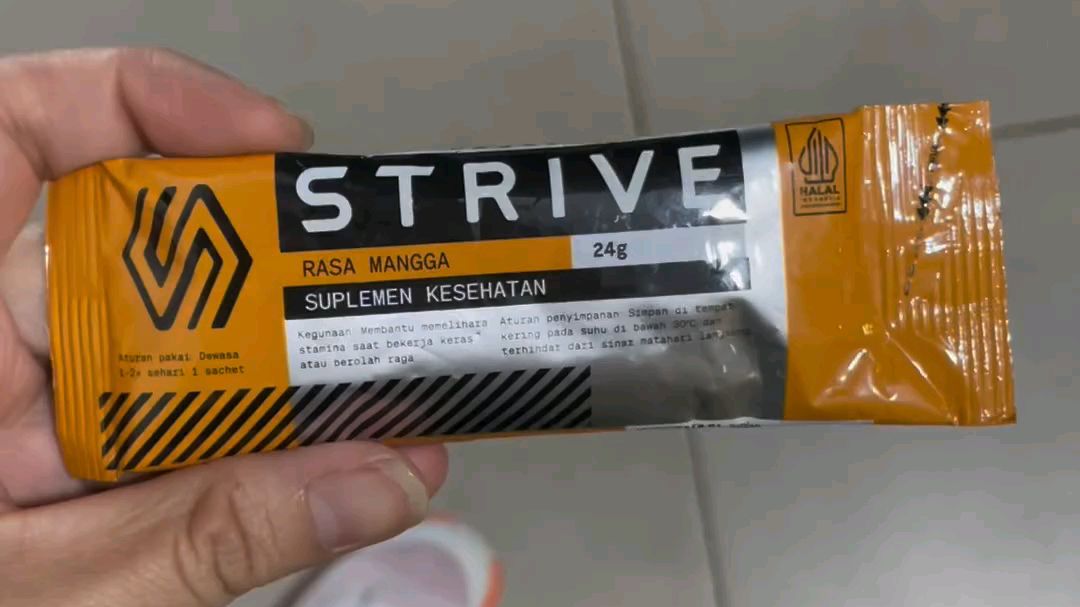 STRIVE
RASA MANGGA
24g
SUPLEMEN KESEHATAN
Kegunaan Membantu memelihara
stamina saat bekerja keras
atau berolah raga
Aturan penyimpanan Simpan di tempat
kering pada suhu di bawah 30°C dan
terhindar dari sinar matahari langsung
Aturan pakai Dewasa
1-2x sehari 1 sachet
HALAL
INDONESIA